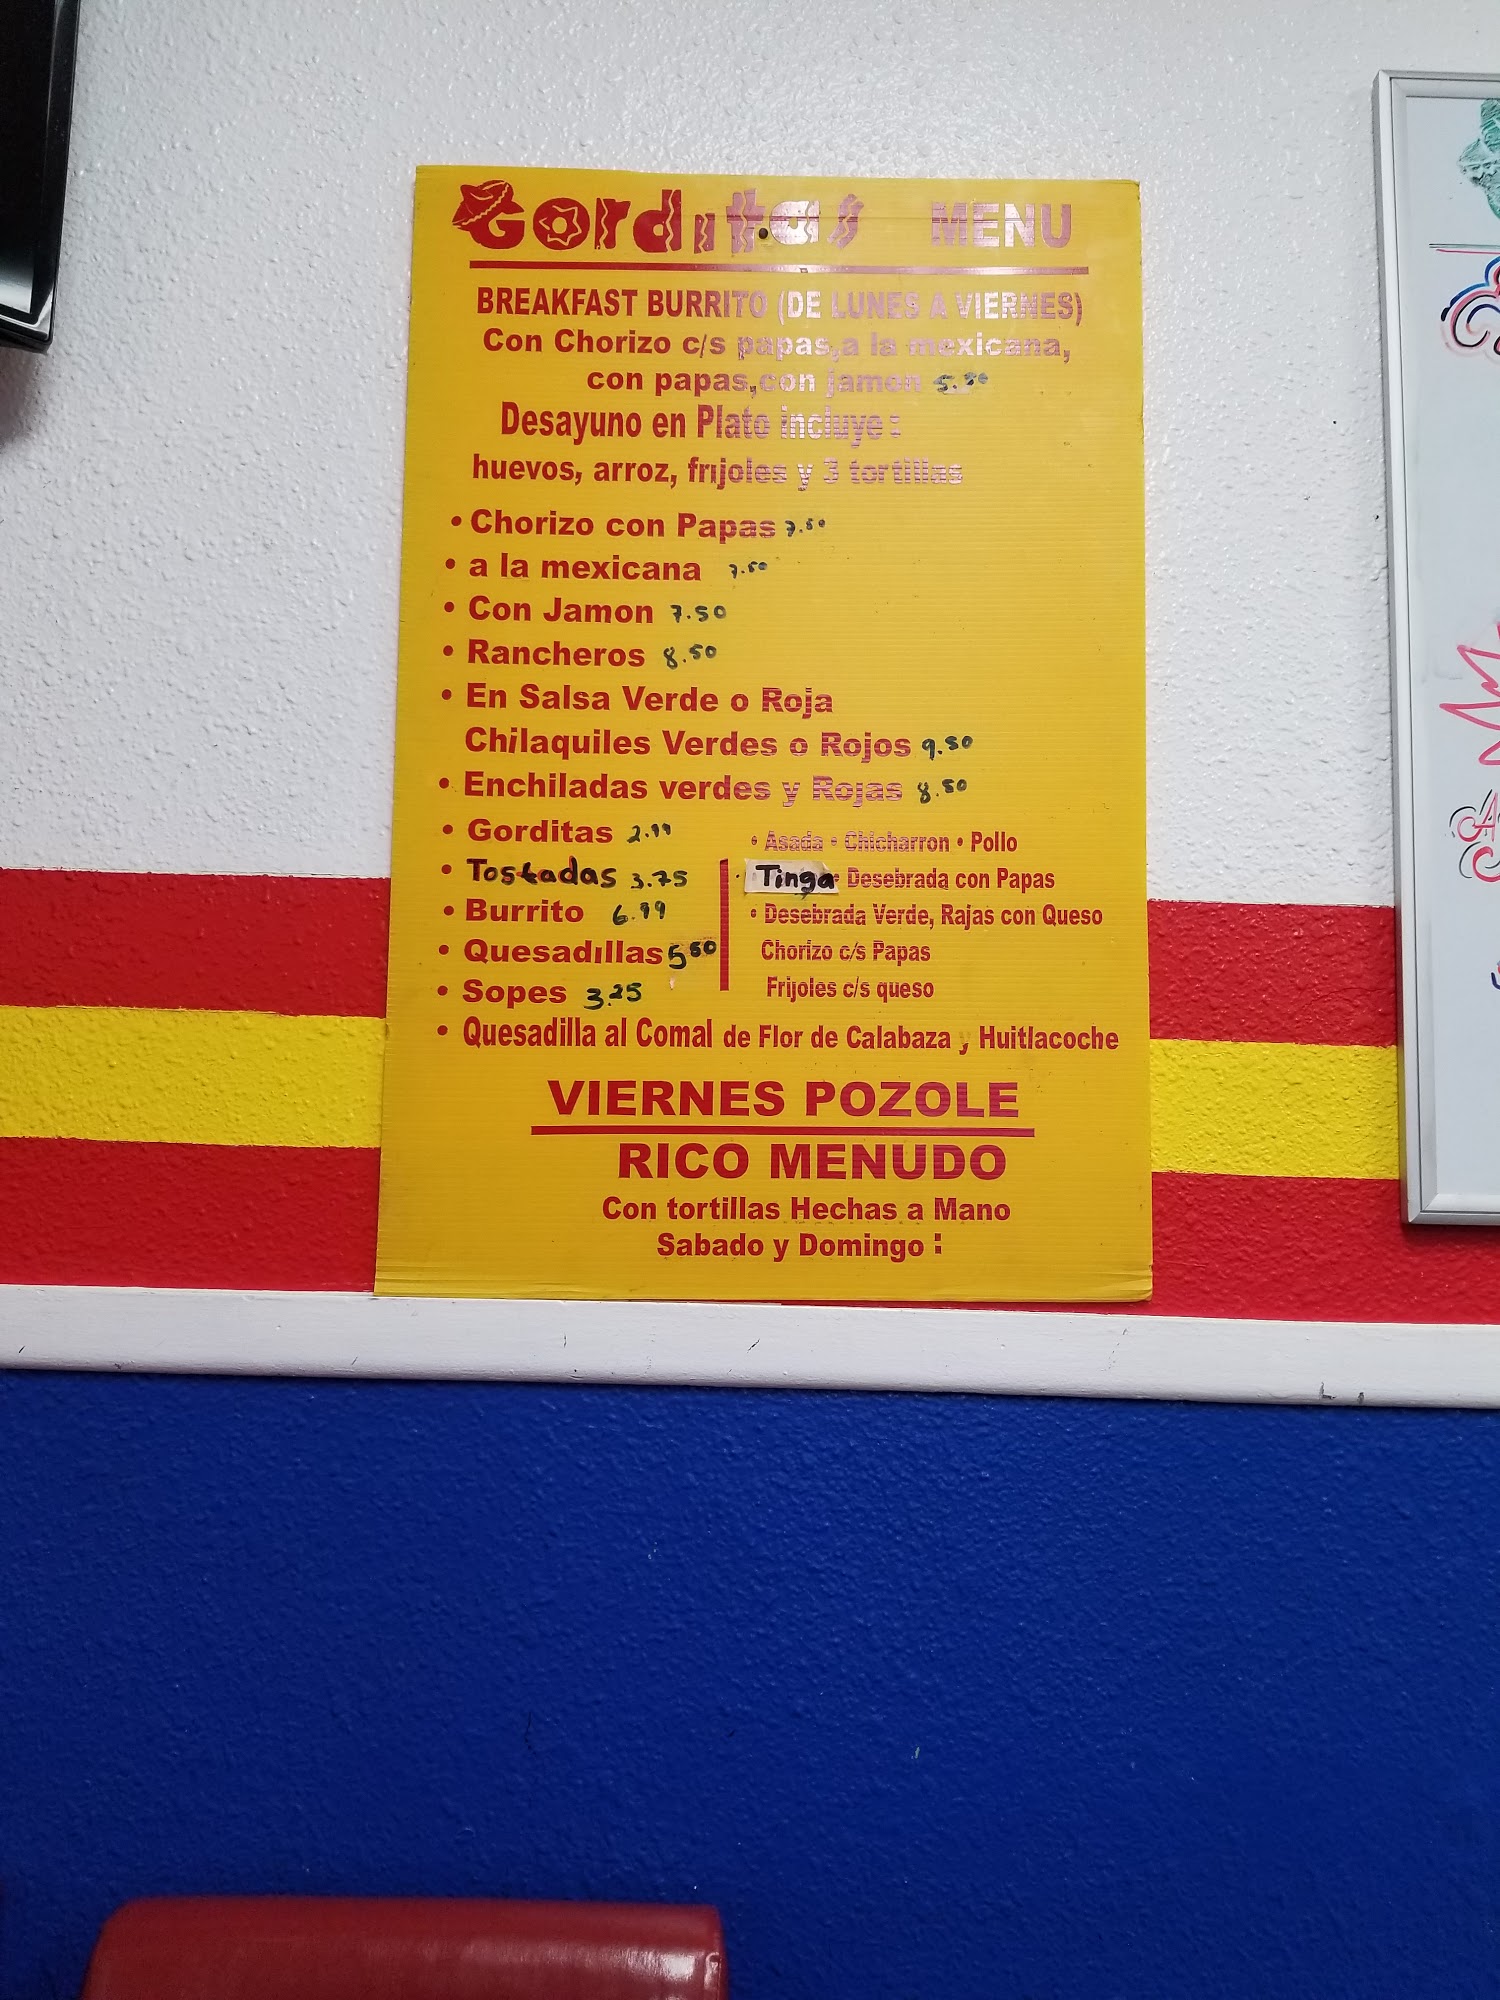 Gorditas MENU
BREAKFAST BURRITO (DE LUNES A VIERNES)
Con Chorizo c/s papas,a la mexicana,
con papas,con jamon
Desayuno en Plato incluye:
huevos, arroz, frijoles y 3 tortillas
• Chorizo con Papas 7.50
• a la mexicana 7.50
• Con Jamon 7.50
• Rancheros 8.50
• En Salsa Verde o Roja
Chilaquiles Verdes o Rojos 9.50
• Enchiladas verdes y Rojas 8.50
• Gorditas 2.99
• Tostadas 3.75
• Burrito 6.99
• Quesadillas 5.50
• Sopes 3.25
• Asada • Chicharron • Pollo
• Tinga • Desebrada con Papas
• Desebrada Verde, Rajas con Queso
Chorizo c/s Papas
Frijoles c/s queso
• Quesadilla al Comal de Flor de Calabaza y Huitlacoche
VIERNES POZOLE
RICO MENUDO
Con tortillas Hechas a Mano
Sabado y Domingo :